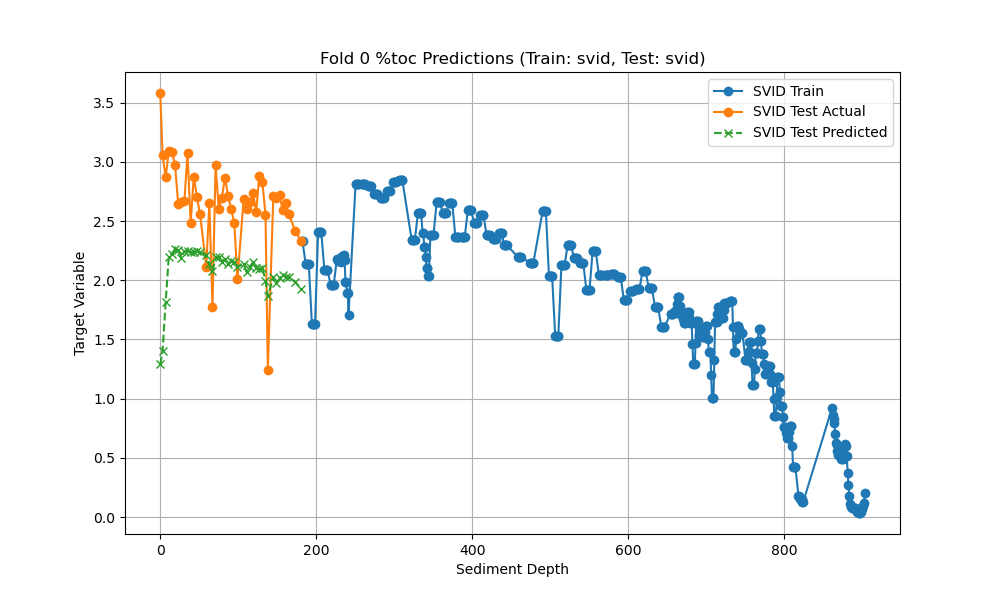 Fold 0 %toc Predictions (Train: svid, Test: svid)
SVID Train
SVID Test Actual
SVID Test Predicted
Target Variable
3.5
3.0
2.5
2.0
1.5
1.0
0.5
0.0
0 200 400 600 800
Sediment Depth